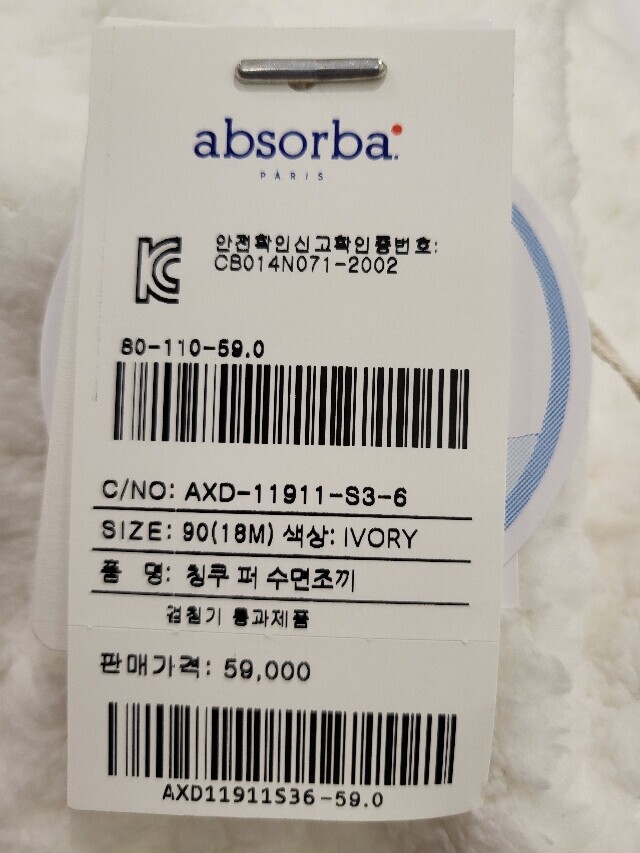 absorba.
PARIS
안전확인신고확인증번호:
CB014N071-2002
80-110-59.0
C/NO: AXD-11911-S3-6
SIZE: 90(18M) 색상: IVORY
품 명: 칭쿠 퍼 수면조끼
검침기 통과제품
판매가격: 59,000
AXD11911S36-59.0